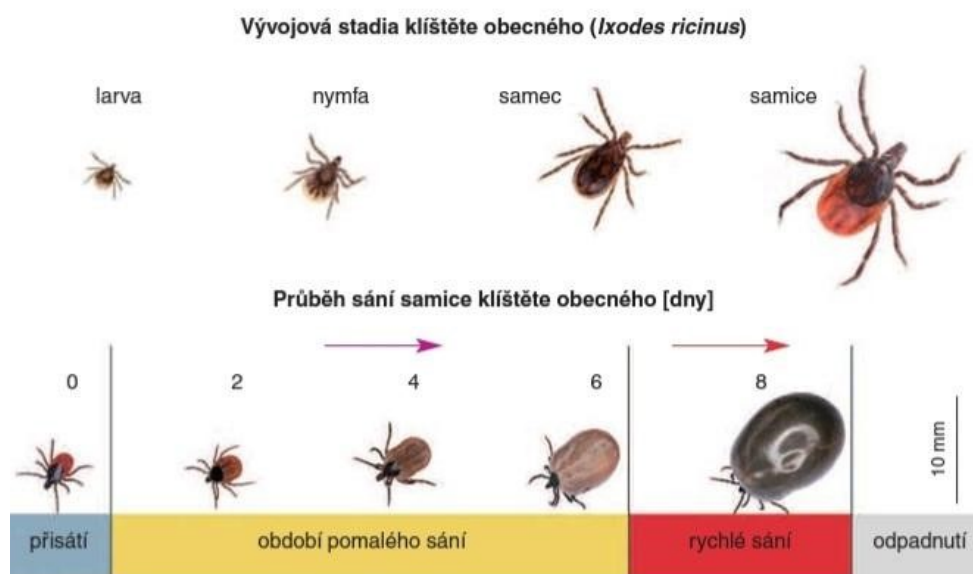 Vývojová stadia klíštěte obecného (Ixodes ricinus)
larva nymfa samec samice
Průběh sání samice klíštěte obecného [dny]
0 2 4 6 8
10 mm
přisátí období pomalého sání rychlé sání odpadnutí